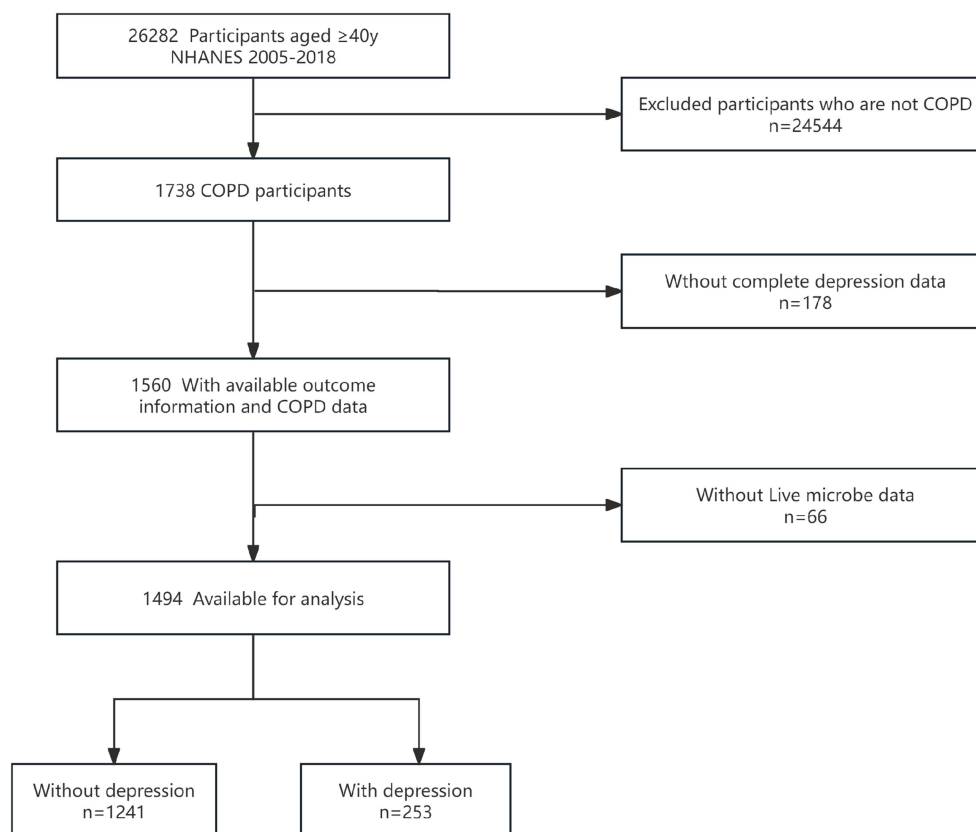 26282 Participants aged ≥40y
NHANES 2005-2018
Excluded participants who are not COPD
n=24544
1738 COPD participants
Wthout complete depression data
n=178
1560 With available outcome
information and COPD data
Without Live microbe data
n=66
1494 Available for analysis
Without depression
n=1241
With depression
n=253